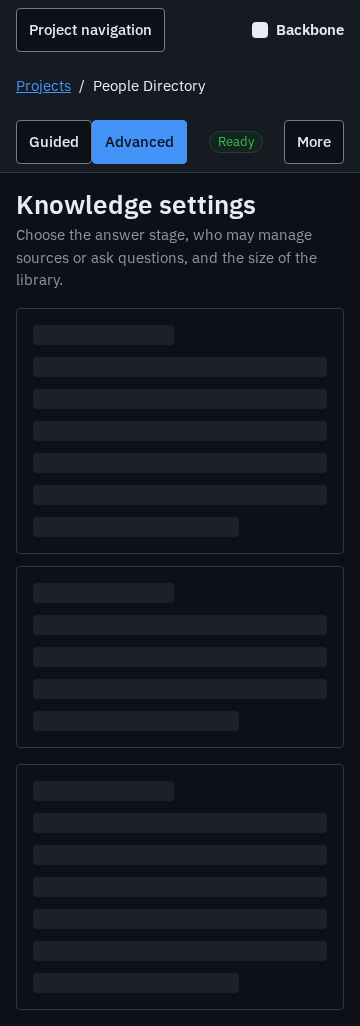 Project navigation
Backbone
Projects / People Directory
Guided
Advanced
Ready
More
Knowledge settings
Choose the answer stage, who may manage
sources or ask questions, and the size of the
library.